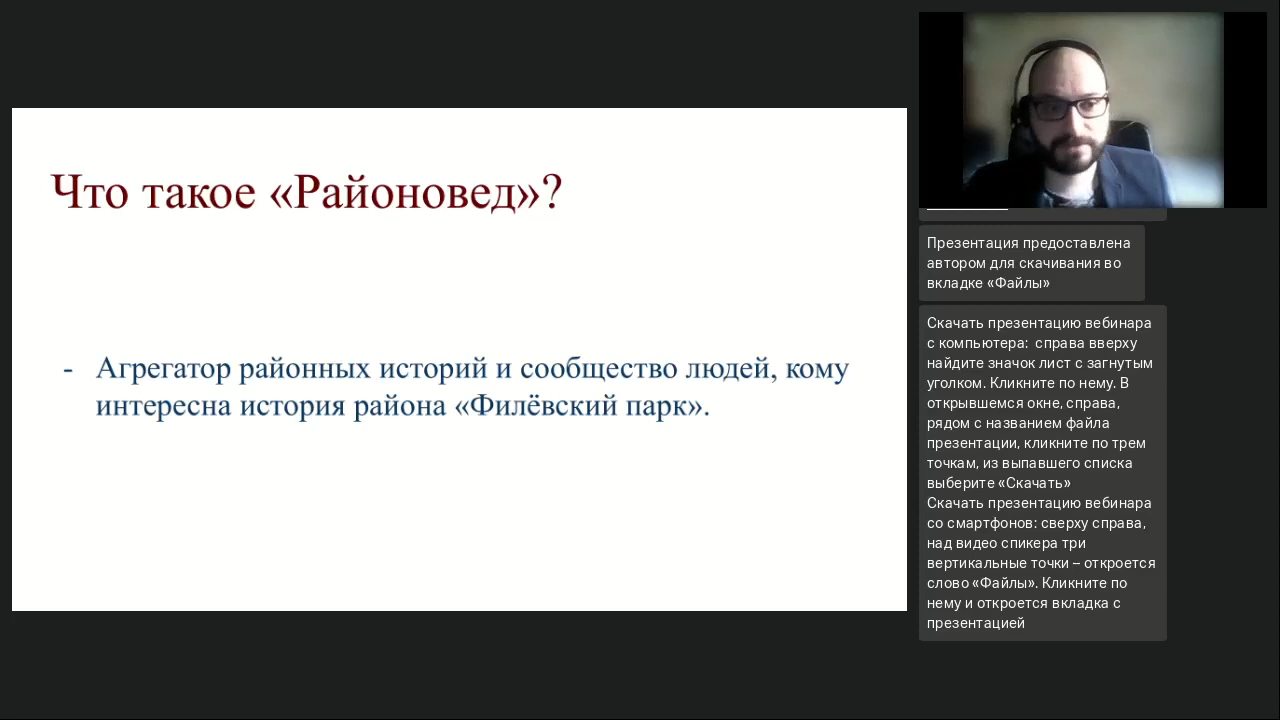 Что такое «Районовед»?
- Агрегатор районных историй и сообщество людей, кому
интересна история района «Филёвский парк».
Презентация предоставлена
автором для скачивания во
вкладке «Файлы»
Скачать презентацию вебинара
с компьютера: справа вверху
найдите значок лист с загнутым
уголком. Кликните по нему. В
открывшемся окне, справа,
рядом с названием файла
презентации, кликните по трем
точкам, из выпавшего списка
выберите «Скачать»
Скачать презентацию вебинара
со смартфонов: сверху справа,
над видео спикера три
вертикальные точки – откроется
слово «Файлы». Кликните по
нему и откроется вкладка с
презентацией